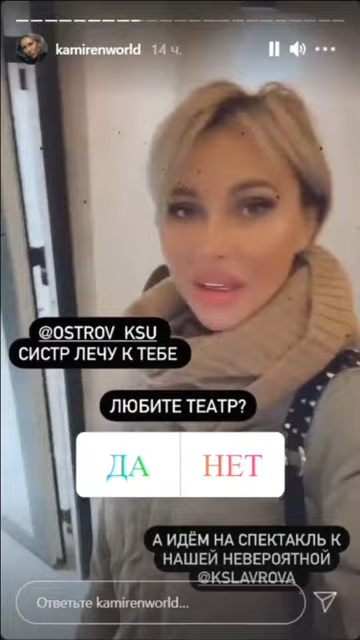 kamirenworld 14 ч.
@OSTROV_KSU
СИСТР ЛЕЧУ К ТЕБЕ
ЛЮБИТЕ ТЕАТР?
ДА НЕТ
А ИДЁМ НА СПЕКТАКЛЬ К
НАШЕЙ НЕВЕРОЯТНОЙ
@KSLAVROVA
Ответьте kamirenworld...